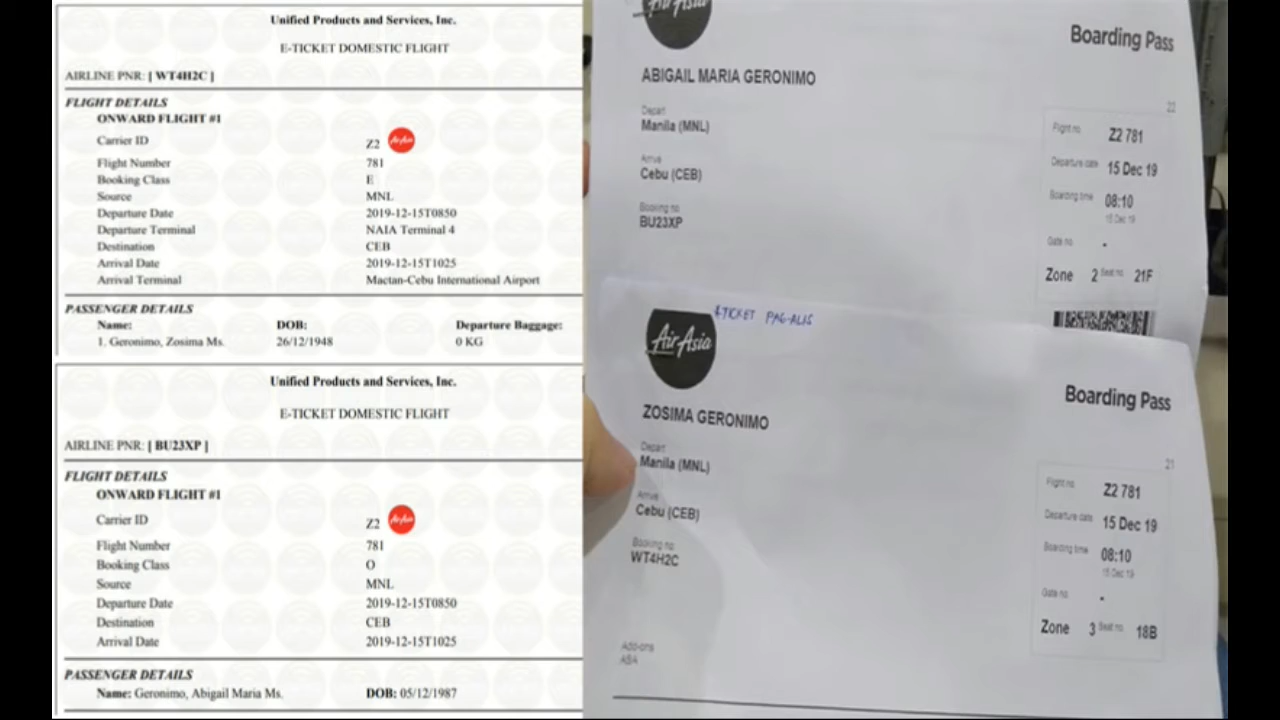 Unified Products and Services, Inc.
E-TICKET DOMESTIC FLIGHT
AIRLINE PNR: [ WT4H2C ]
FLIGHT DETAILS
ONWARD FLIGHT #1
Carrier ID Z2 AirAsia
Flight Number 781
Booking Class E
Source MNL
Departure Date 2019-12-15T0850
Departure Terminal NAIA Terminal 4
Destination CEB
Arrival Date 2019-12-15T1025
Arrival Terminal Mactan-Cebu International Airport
PASSENGER DETAILS
Name: DOB: Departure Baggage:
1. Geronimo, Zosima Ms. 26/12/1948 0 KG
Unified Products and Services, Inc.
E-TICKET DOMESTIC FLIGHT
AIRLINE PNR: [ BU23XP ]
FLIGHT DETAILS
ONWARD FLIGHT #1
Carrier ID Z2 AirAsia
Flight Number 781
Booking Class O
Source MNL
Departure Date 2019-12-15T0850
Destination CEB
Arrival Date 2019-12-15T1025
PASSENGER DETAILS
Name: Geronimo, Abigail Maria Ms. DOB: 05/12/1987
AirAsia
Boarding Pass
ABIGAIL MARIA GERONIMO
22
Depart
Manila (MNL)
Arrive
Cebu (CEB)
Booking no.
BU23XP
Flight no. Z2 781
Departure date 15 Dec 19
Boarding time 08:10
15 Dec 19
Gate no. -
Zone 2 Seat no. 21F
E-TICKET PAG-ALIS
AirAsia
Boarding Pass
ZOSIMA GERONIMO
21
Depart
Manila (MNL)
Arrive
Cebu (CEB)
Booking no.
WT4H2C
Flight no. Z2 781
Departure date 15 Dec 19
Boarding time 08:10
15 Dec 19
Gate no. -
Zone 3 Seat no. 18B
Add-ons